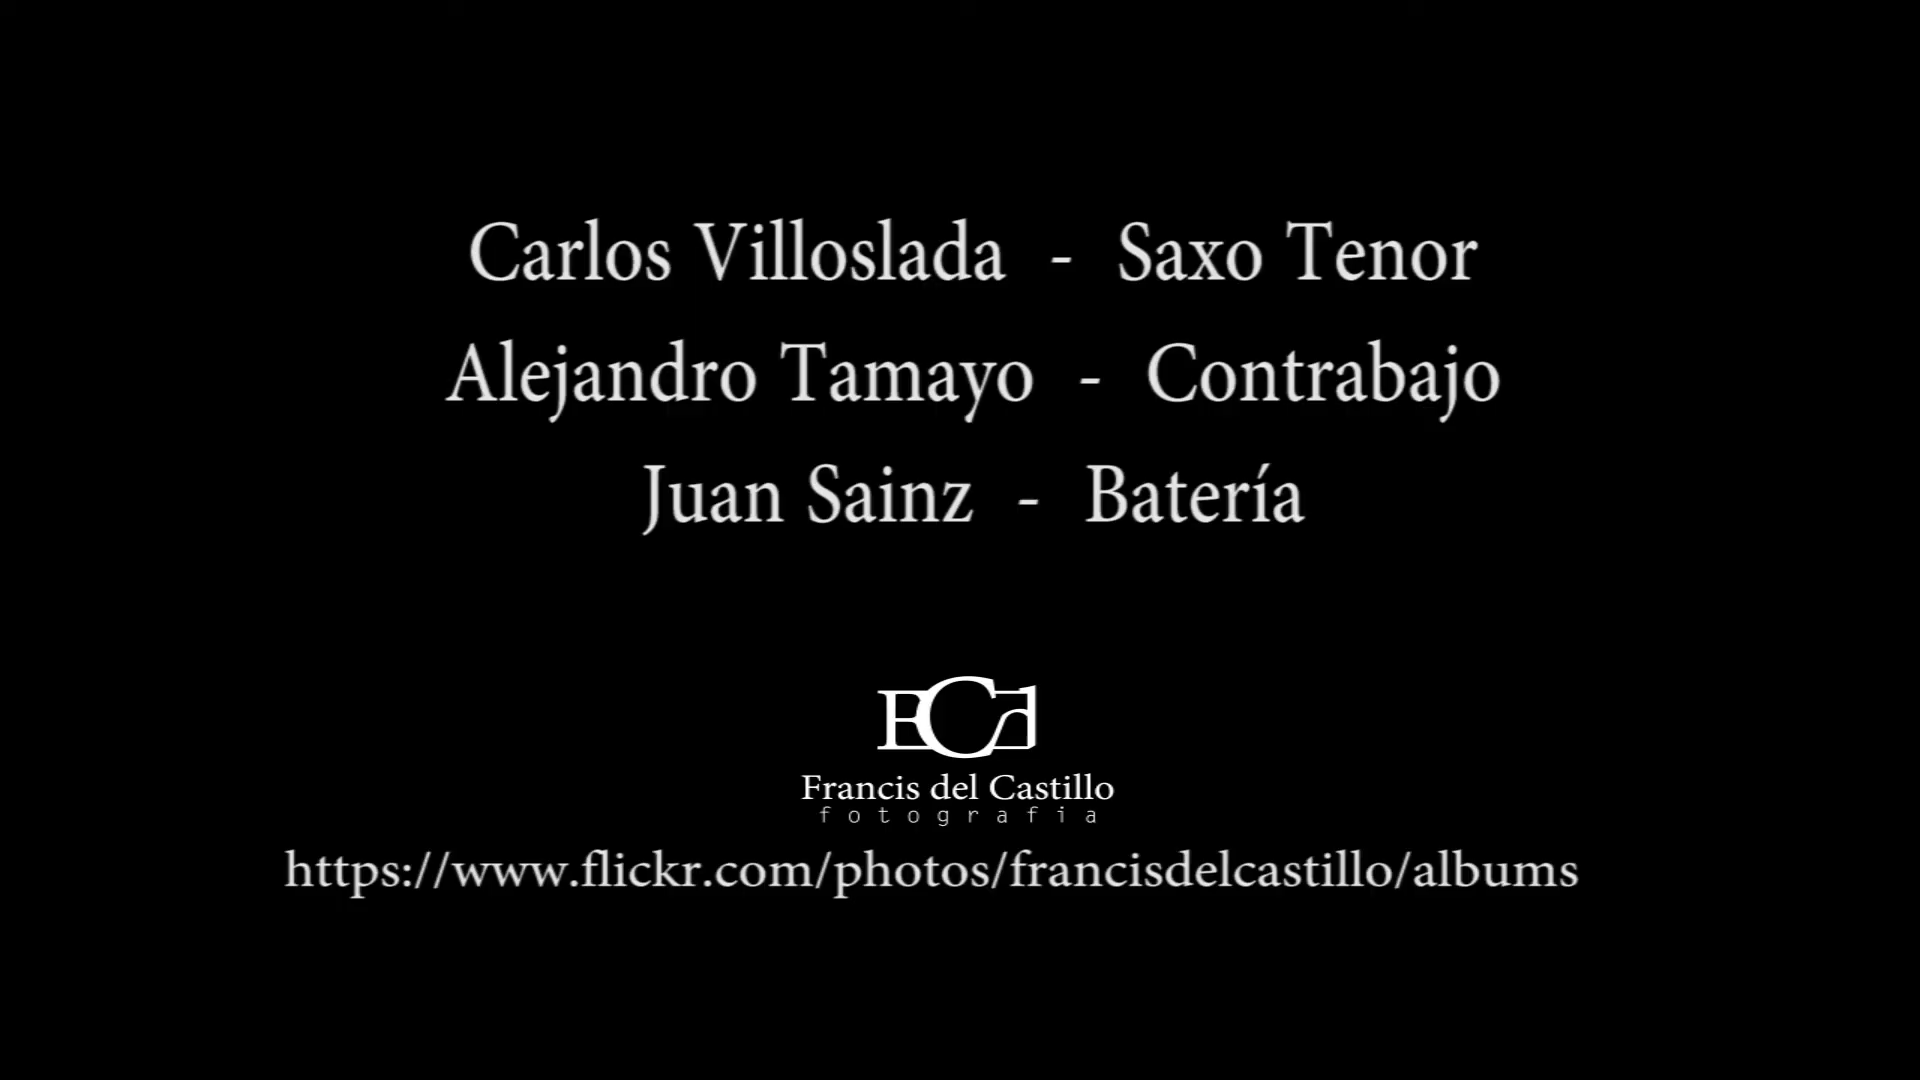 Carlos Villoslada - Saxo Tenor
Alejandro Tamayo - Contrabajo
Juan Sainz - Batería
FCd
Francis del Castillo
fotografia
https://www.flickr.com/photos/francisdelcastillo/albums